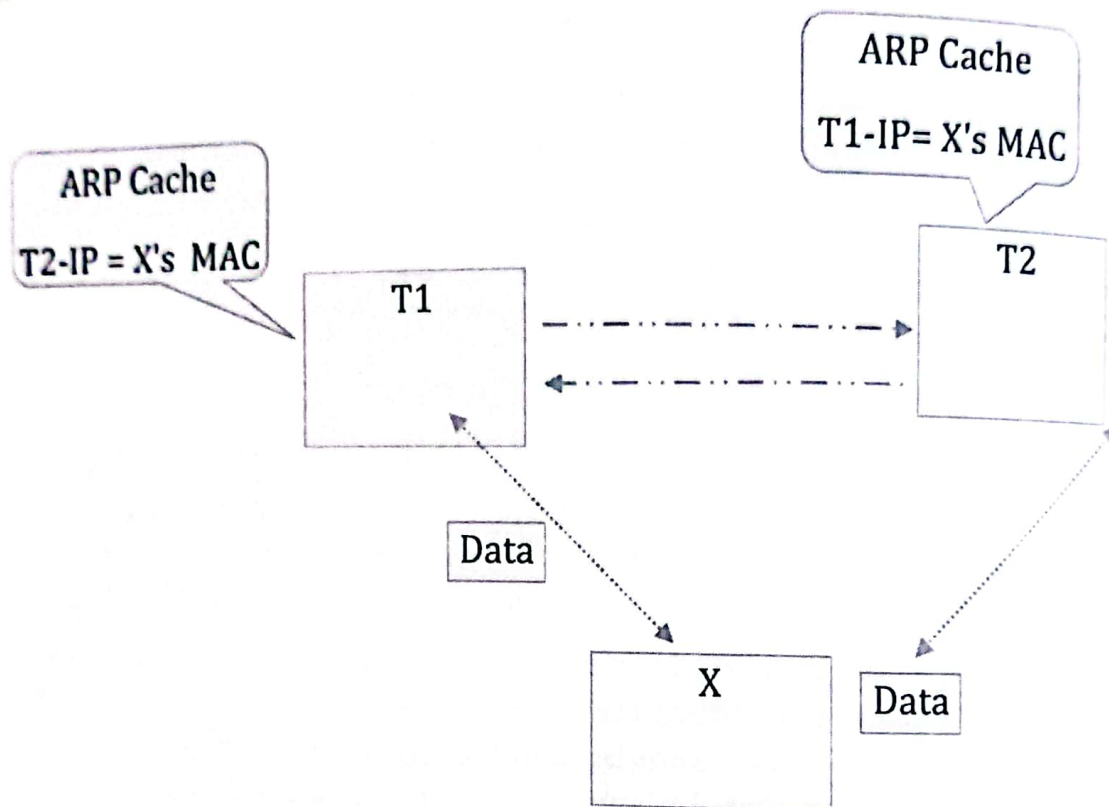 ARP Cache
T1-IP= X's MAC
ARP Cache
T2-IP = X's MAC
T1
T2
Data
X
Data